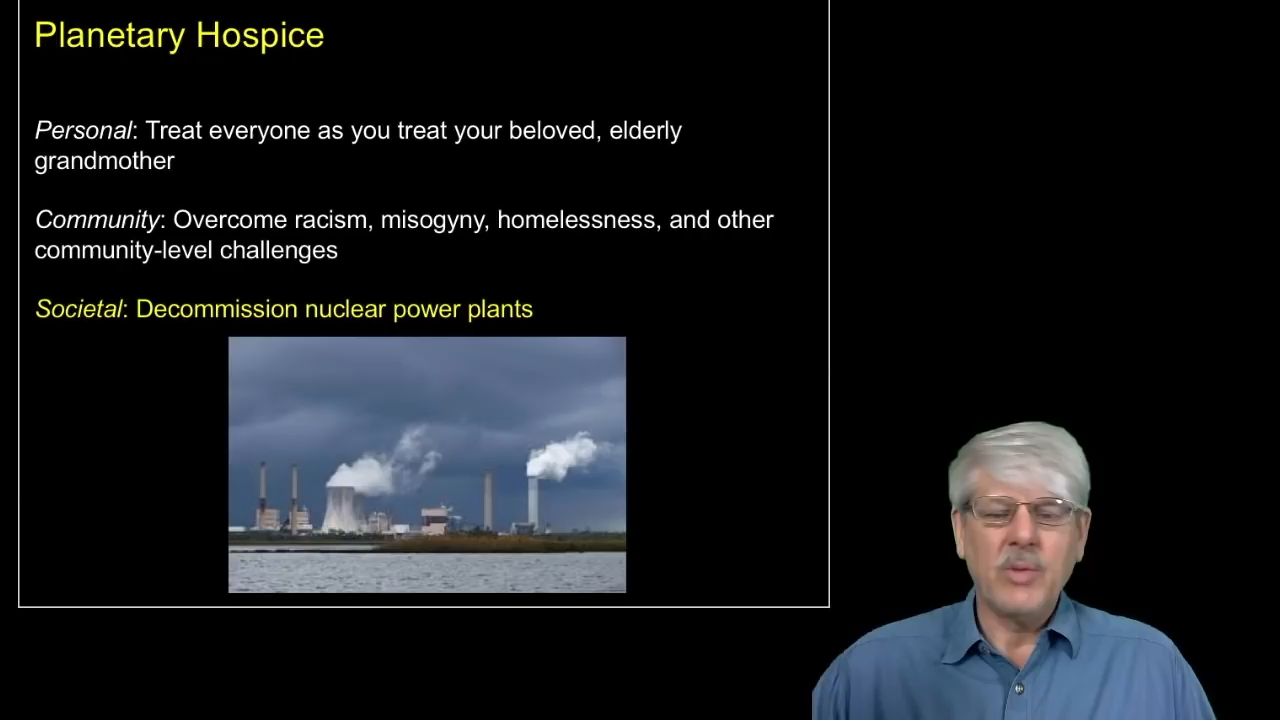 Planetary Hospice
Personal: Treat everyone as you treat your beloved, elderly
grandmother
Community: Overcome racism, misogyny, homelessness, and other
community-level challenges
Societal: Decommission nuclear power plants